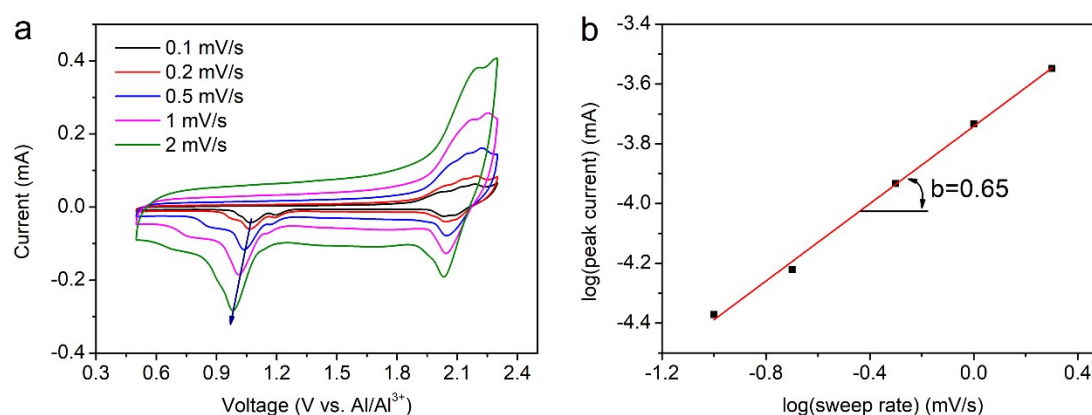 a
0.1 mV/s
0.2 mV/s
0.5 mV/s
1 mV/s
2 mV/s
0.4
0.2
0.0
-0.2
-0.4
Current (mA)
0.3 0.6 0.9 1.2 1.5 1.8 2.1 2.4
Voltage (V vs. Al/Al³⁺)
b
-3.4
-3.6
-3.8
-4.0
-4.2
-4.4
log(peak current) (mA)
b=0.65
-1.2 -0.8 -0.4 0.0 0.4
log(sweep rate) (mV/s)